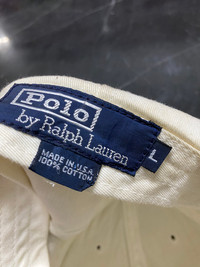 Polo
by Ralph Lauren
L
MADE IN U.S.A.
100% COTTON